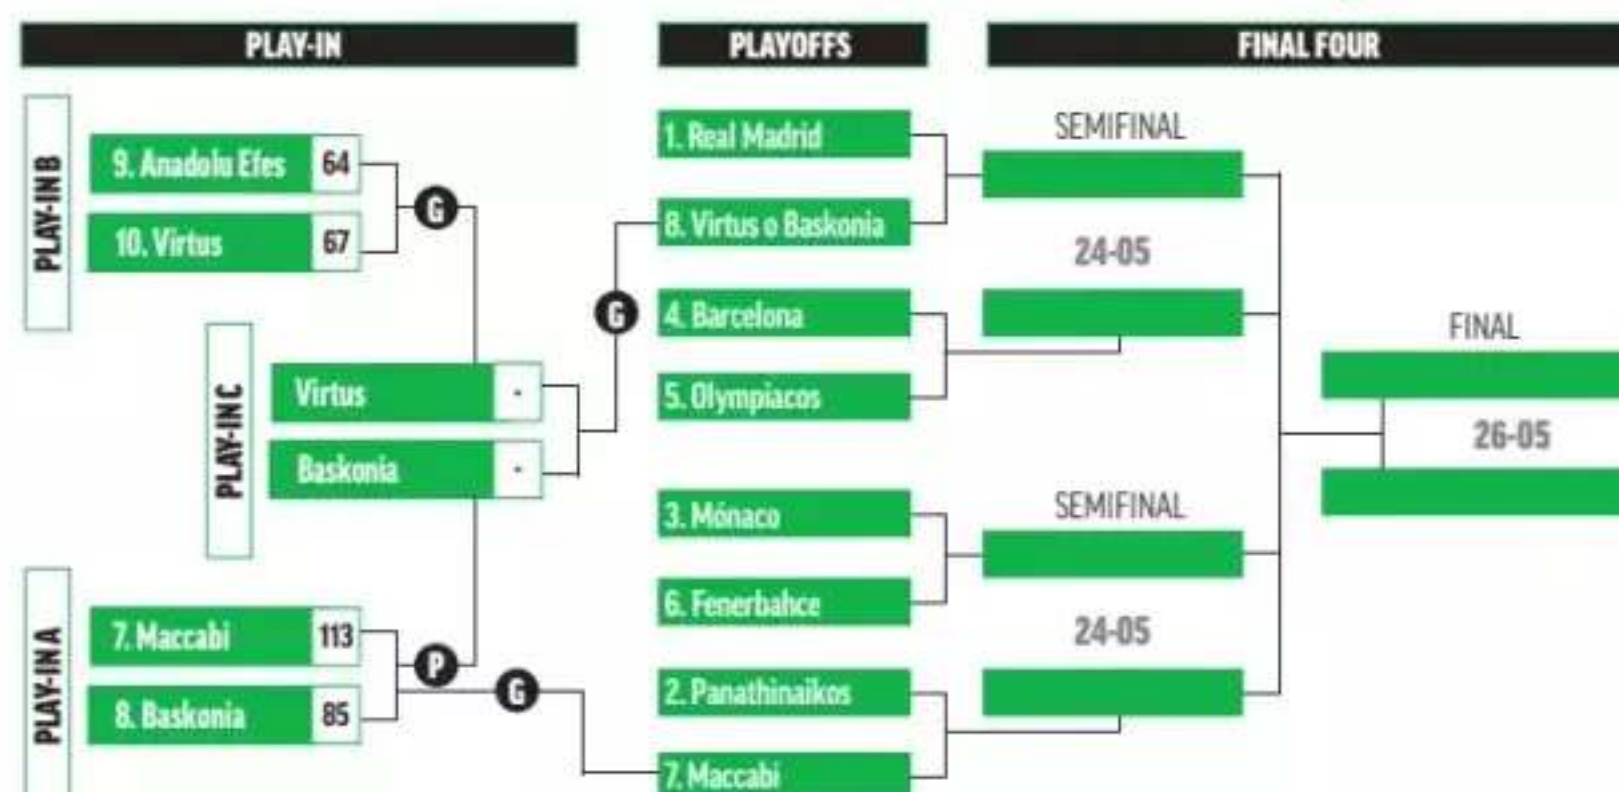 PLAY-IN
PLAY-IN B
9. Anadolu Efes 64
10. Virtus 67
G
PLAY-IN C
Virtus -
Baskonia -
G
PLAY-IN A
7. Maccabi 113
8. Baskonia 85
P
G
PLAYOFFS
1. Real Madrid
8. Virtus o Baskonia
4. Barcelona
5. Olympiacos
3. Mónaco
6. Fenerbahce
2. Panathinaikos
7. Maccabi
FINAL FOUR
SEMIFINAL
24-05
SEMIFINAL
24-05
FINAL
26-05